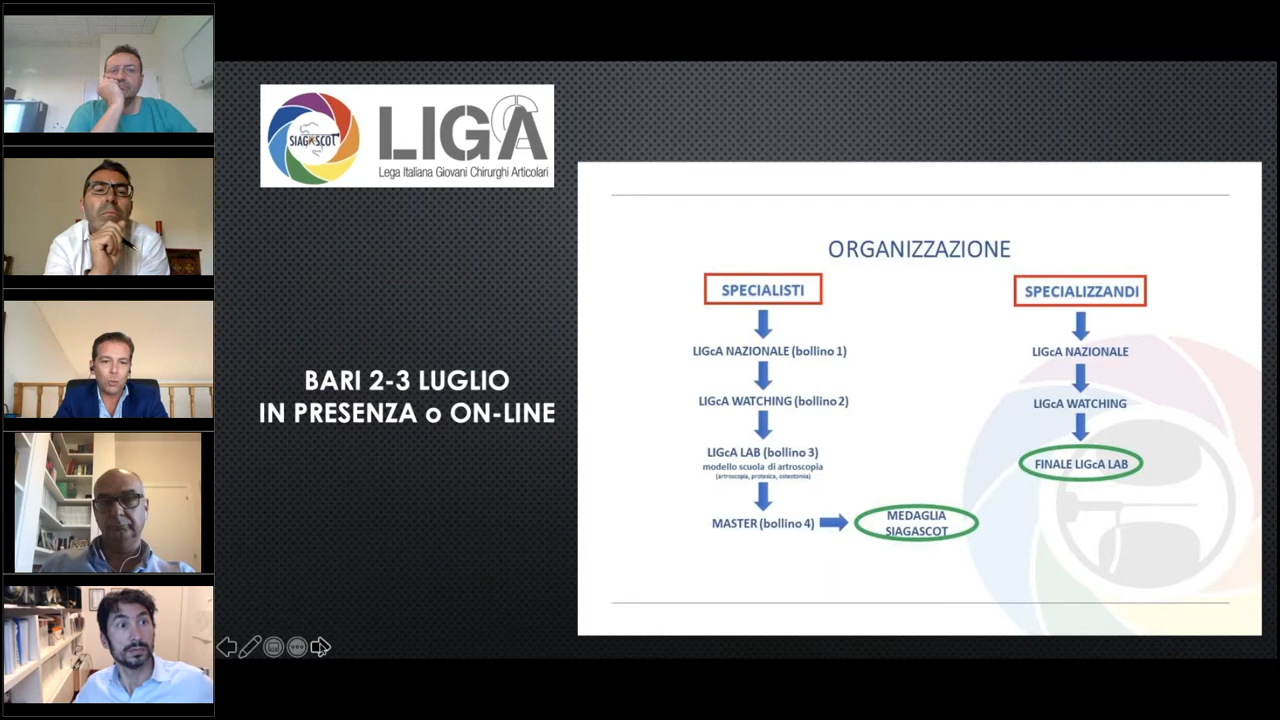 SIAGASCOT
LIGcA
Lega Italiana Giovani Chirurghi Articolari
BARI 2-3 LUGLIO
IN PRESENZA o ON-LINE
ORGANIZZAZIONE
SPECIALISTI
LIGcA NAZIONALE (bollino 1)
LIGcA WATCHING (bollino 2)
LIGcA LAB (bollino 3)
modello scuola di artroscopia
(artroscopia, protesica, osteotomia)
MASTER (bollino 4)
MEDAGLIA
SIAGASCOT
SPECIALIZZANDI
LIGcA NAZIONALE
LIGcA WATCHING
FINALE LIGcA LAB